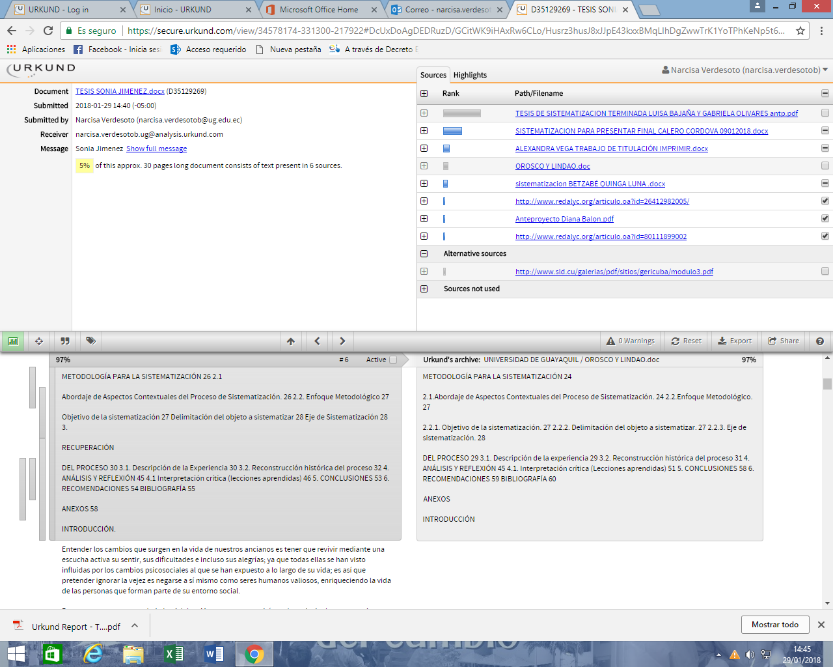 URKUND - Log in
Inicio - URKUND
Microsoft Office Home
Correo - narcisa.verdesot
D35129269 - TESIS SONI
Es seguro
https://secure.urkund.com/view/34578174-331300-217922#
Aplicaciones
Facebook - Inicia sesi
Acceso requerido
Nueva pestaña
A través de Decreto
URKUND
Document TESIS SONIA JIMENEZ.docx (D35129269)
Submitted 2018-01-29 14:40 (-05:00)
Submitted by Narcisa Verdesoto (narcisa.verdesotob@ug.edu.ec)
Receiver narcisa.verdesotob.ug@analysis.urkund.com
Message Sonia Jimenez Show full message
5% of this approx. 30 pages long document consists of text present in 6 sources.
Sources Highlights
Narcisa Verdesoto (narcisa.verdesotob)
Rank Path/Filename
TESIS DE SISTEMATIZACION TERMINADA LUISA BAJAÑA Y GABRIELA OLIVARES anto.pdf
SISTEMATIZACION PARA PRESENTAR FINAL CALERO CORDOVA 09012018.docx
ALEXANDRA VEGA TRABAJO DE TITULACIÓN IMPRIMIR.docx
OROSCO Y LINDAO.doc
sistematizacion BETZABE QUINGA LUNA .docx
http://www.redalyc.org/articulo.oa?id=26412982005/
Anteproyecto Diana Balon.pdf
http://www.redalyc.org/articulo.oa?id=80111899002
Alternative sources
http://www.sld.cu/galerias/pdf/sitios/gericuba/modulo3.pdf
Sources not used
0 Warnings
Reset
Export
Share
97% #6 Active
METODOLOGÍA PARA LA SISTEMATIZACIÓN 26 2.1
Abordaje de Aspectos Contextuales del Proceso de Sistematización. 26 2.2. Enfoque Metodológico 27
Objetivo de la sistematización 27 Delimitación del objeto a sistematizar 28 Eje de Sistematización 28
3.
RECUPERACIÓN
DEL PROCESO 30 3.1. Descripción de la Experiencia 30 3.2. Reconstrucción histórica del proceso 32 4.
ANÁLISIS Y REFLEXIÓN 45 4.1 Interpretación crítica (lecciones aprendidas) 46 5. CONCLUSIONES 53 6.
RECOMENDACIONES 54 BIBLIOGRAFÍA 55
ANEXOS 58
INTRODUCCIÓN.
Entender los cambios que surgen en la vida de nuestros ancianos es tener que revivir mediante una
escucha activa su sentir, sus dificultades e incluso sus alegrías; ya que todas ellas se han visto
influidas por los cambios psicosociales al que se han expuesto a lo largo de su vida; es así que
pretender ignorar la vejez es negarse a sí mismo como seres humanos valiosos, enriqueciendo la vida
de las personas que forman parte de su entorno social.
Urkund's archive: UNIVERSIDAD DE GUAYAQUIL / OROSCO Y LINDAO.doc 97%
METODOLOGÍA PARA LA SISTEMATIZACIÓN 24
2.1 Abordaje de Aspectos Contextuales del Proceso de Sistematización. 24 2.2.Enfoque Metodológico.
27
2.2.1. Objetivo de la sistematización. 27 2.2.2. Delimitación del objeto a sistematizar. 27 2.2.3. Eje de
sistematización. 28
DEL PROCESO 29 3.1. Descripción de la experiencia 29 3.2. Reconstrucción histórica del proceso 31 4.
ANÁLISIS Y REFLEXIÓN 45 4.1. Interpretación crítica (Lecciones aprendidas) 51 5. CONCLUSIONES 58 6.
RECOMENDACIONES 59 BIBLIOGRAFÍA 60
ANEXOS
INTRODUCCIÓN
Urkund Report - T....pdf
Mostrar todo
14:45
29/01/2018